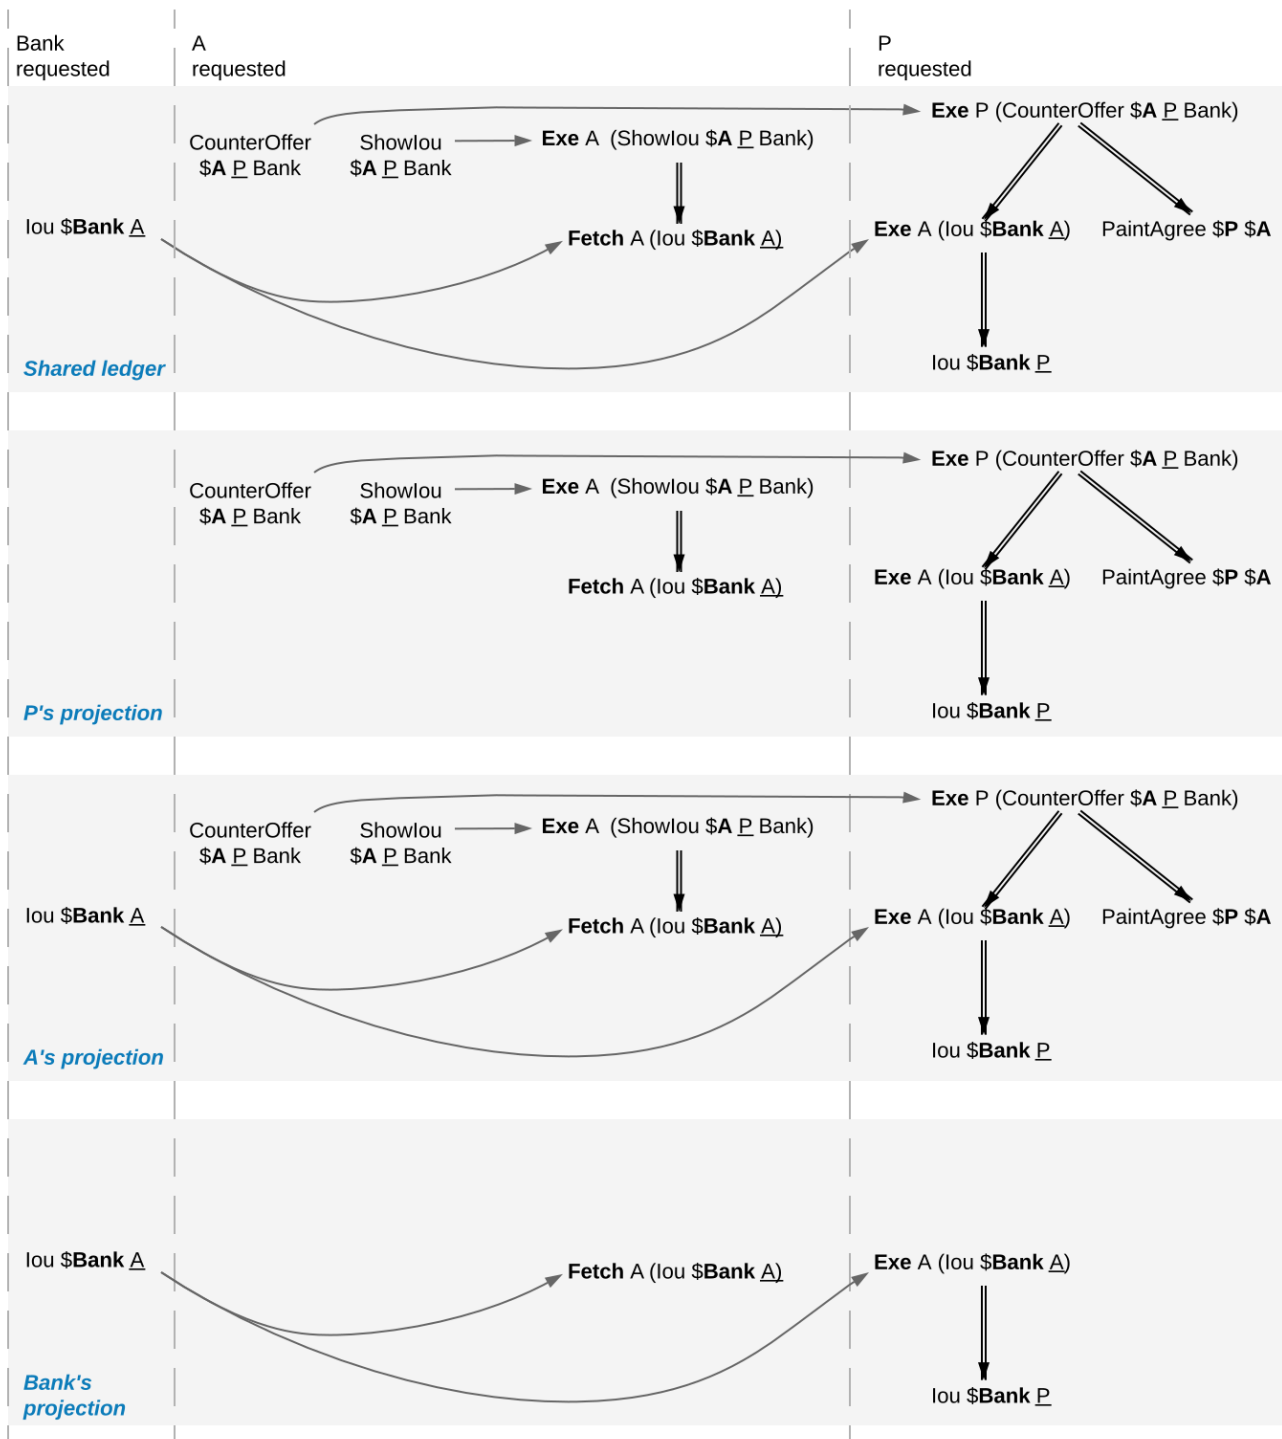 Bank
requested
A
requested
P
requested
Exe P (CounterOffer $A P Bank)
CounterOffer
$A P Bank
ShowIou
$A P Bank
Exe A (ShowIou $A P Bank)
Iou $Bank A
Fetch A (Iou $Bank A)
Exe A (Iou $Bank A)
PaintAgree $P $A
Iou $Bank P
Shared ledger
Exe P (CounterOffer $A P Bank)
CounterOffer
$A P Bank
ShowIou
$A P Bank
Exe A (ShowIou $A P Bank)
Fetch A (Iou $Bank A)
Exe A (Iou $Bank A)
PaintAgree $P $A
Iou $Bank P
P's projection
Exe P (CounterOffer $A P Bank)
CounterOffer
$A P Bank
ShowIou
$A P Bank
Exe A (ShowIou $A P Bank)
Iou $Bank A
Fetch A (Iou $Bank A)
Exe A (Iou $Bank A)
PaintAgree $P $A
Iou $Bank P
A's projection
Iou $Bank A
Fetch A (Iou $Bank A)
Exe A (Iou $Bank A)
Iou $Bank P
Bank's
projection